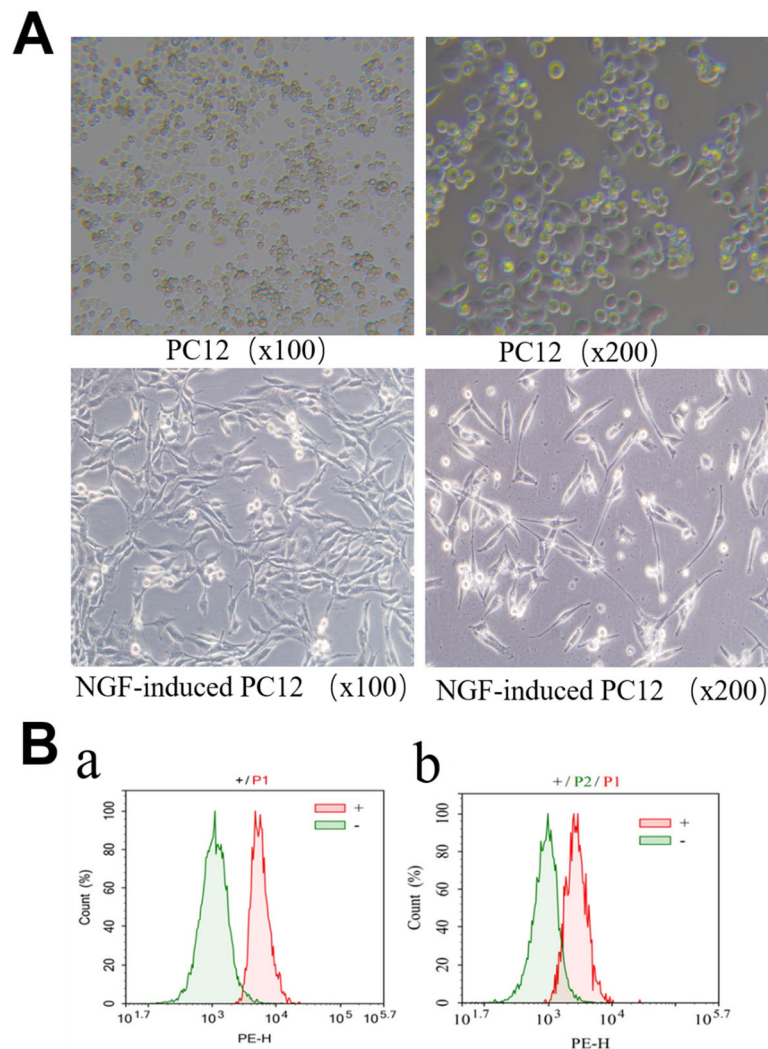 A
PC12 (x100)
PC12 (x200)
NGF-induced PC12 (x100)
NGF-induced PC12 (x200)
B
a
b
+/P1
+/P2/P1
+
-
+
-
Count (%)
100
80
60
40
20
0
10^1.7 10^3 10^4 10^5 10^5.7
PE-H
Count (%)
100
80
60
40
20
0
10^1.7 10^3 10^4 10^5.7
PE-H